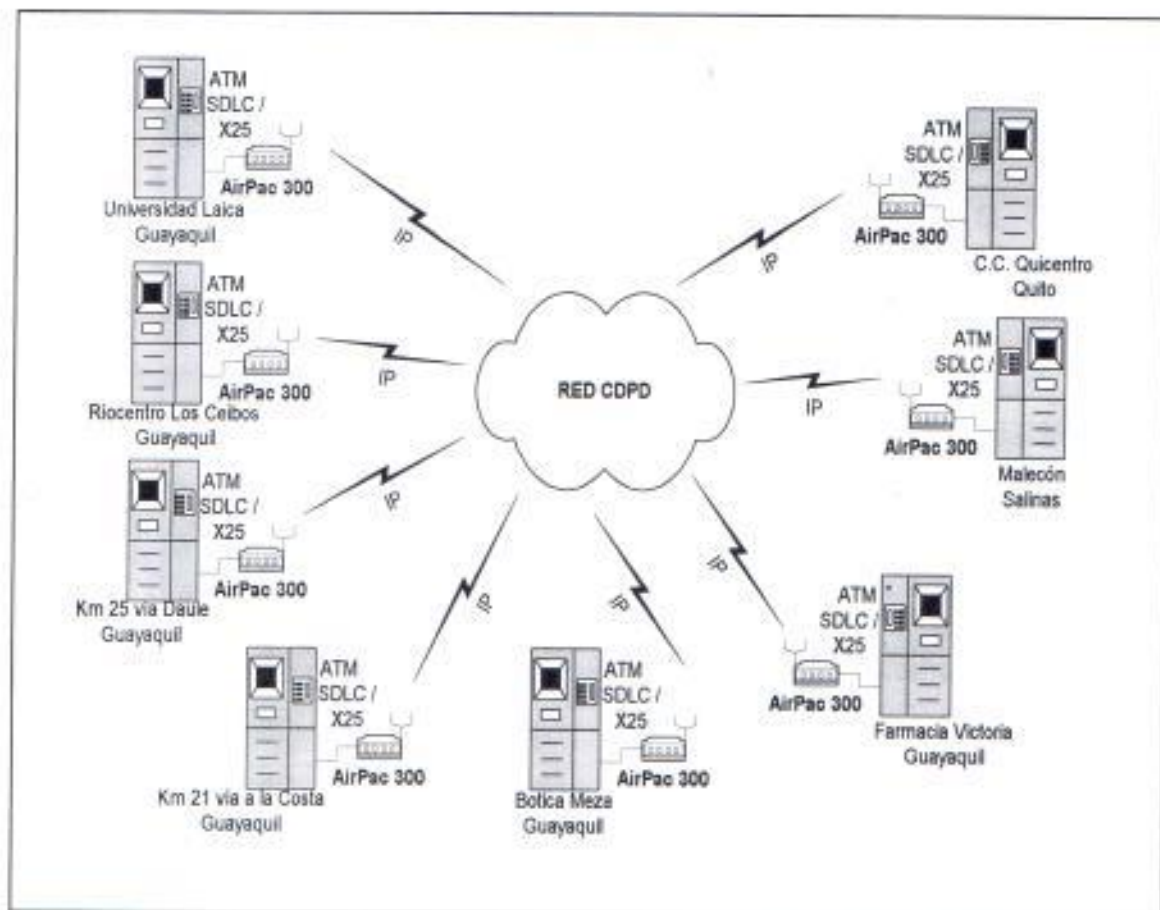 ATM
SDLC /
X25
AirPac 300
Universidad Laica
Guayaquil
IP
ATM
SDLC /
X25
AirPac 300
C.C. Quicentro
Quito
IP
ATM
SDLC /
X25
AirPac 300
Riocentro Los Ceibos
Guayaquil
IP
RED CDPD
ATM
SDLC /
X25
AirPac 300
Malecón
Salinas
IP
ATM
SDLC /
X25
AirPac 300
Km 25 via Daule
Guayaquil
IP
ATM
SDLC /
X25
AirPac 300
Farmacia Victoria
Guayaquil
IP
ATM
SDLC /
X25
AirPac 300
Km 21 via a la Costa
Guayaquil
IP
ATM
SDLC /
X25
AirPac 300
Botica Meza
Guayaquil
IP